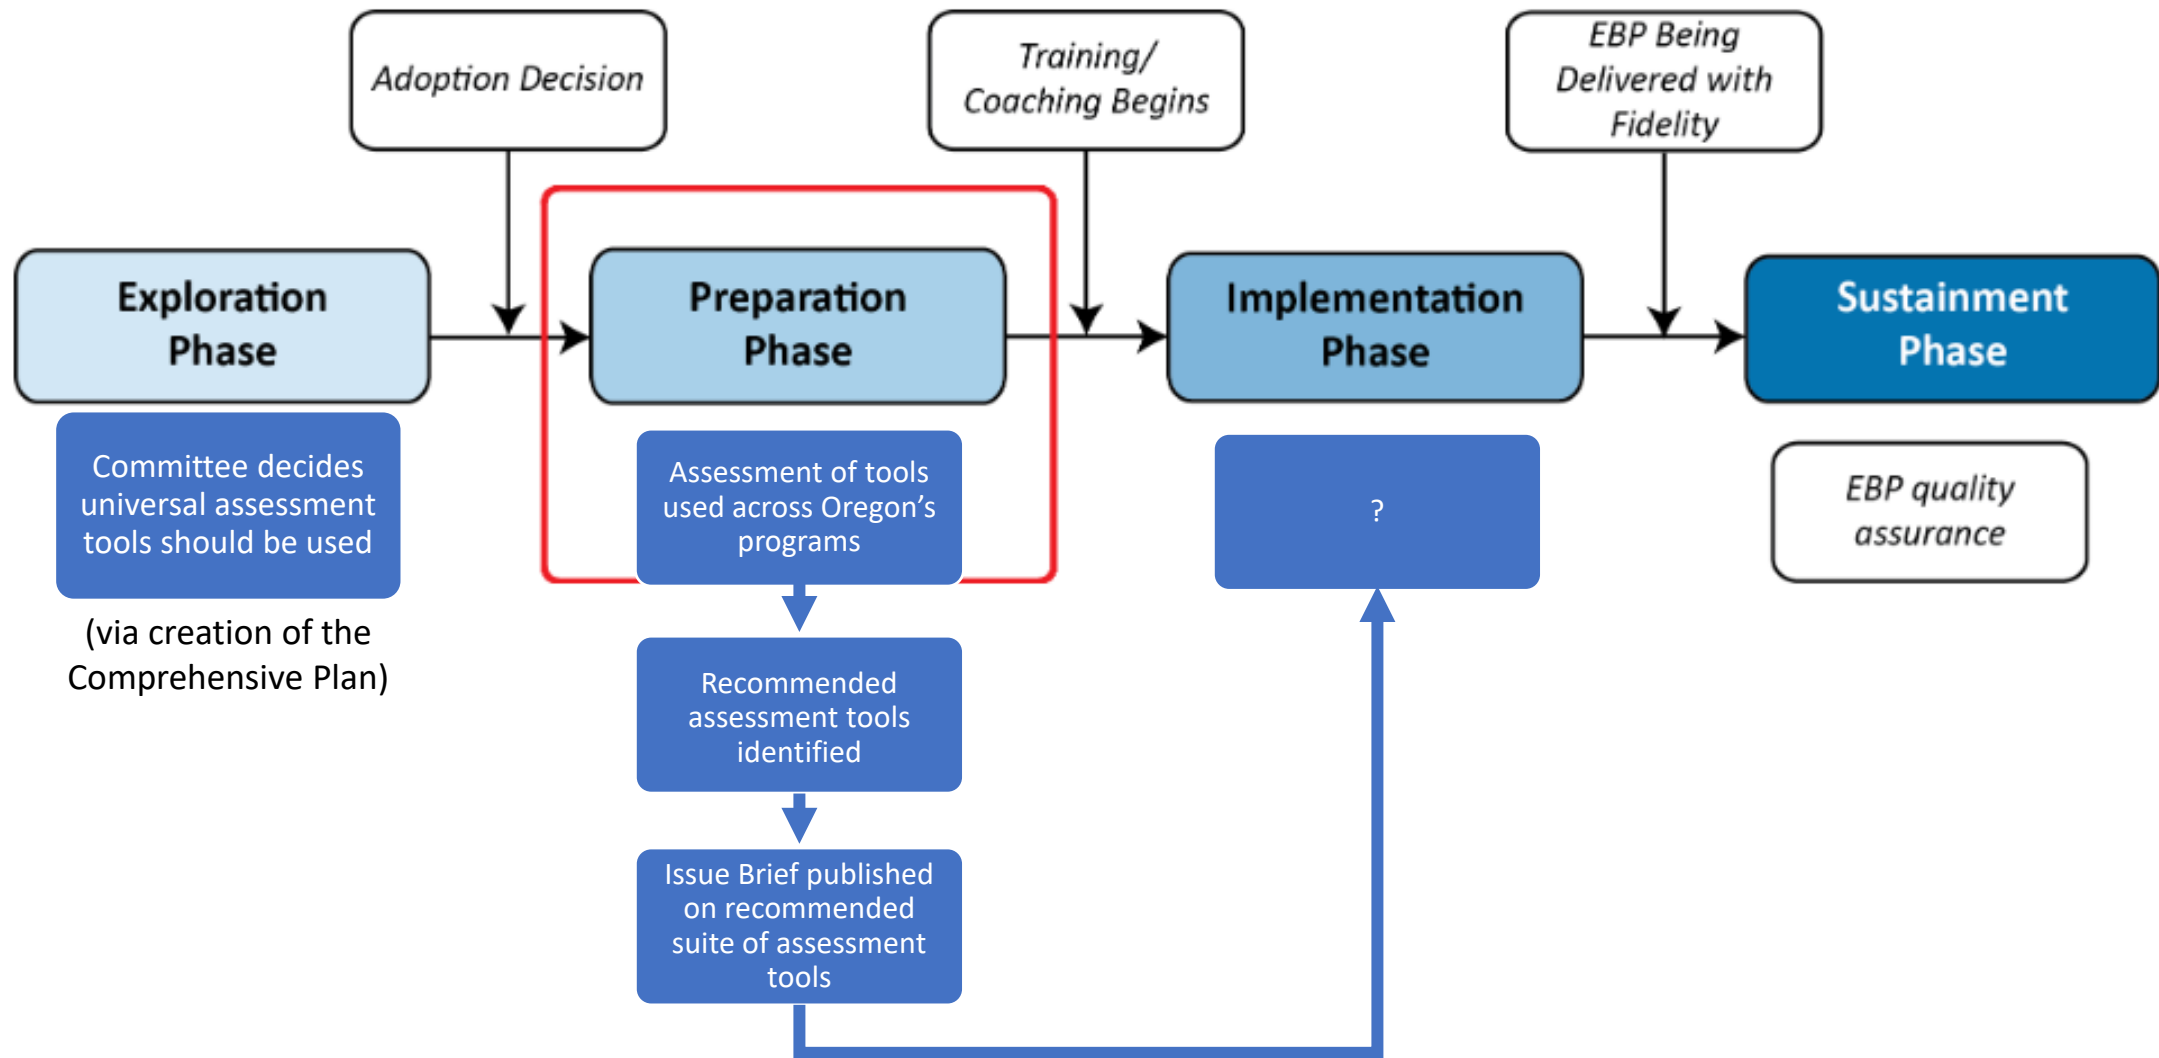 Adoption Decision
Training/
Coaching Begins
EBP Being
Delivered with
Fidelity
Exploration
Phase
Preparation
Phase
Implementation
Phase
Sustainment
Phase
Committee decides
universal assessment
tools should be used
(via creation of the
Comprehensive Plan)
Assessment of tools
used across Oregon’s
programs
?
EBP quality
assurance
Recommended
assessment tools
identified
Issue Brief published
on recommended
suite of assessment
tools